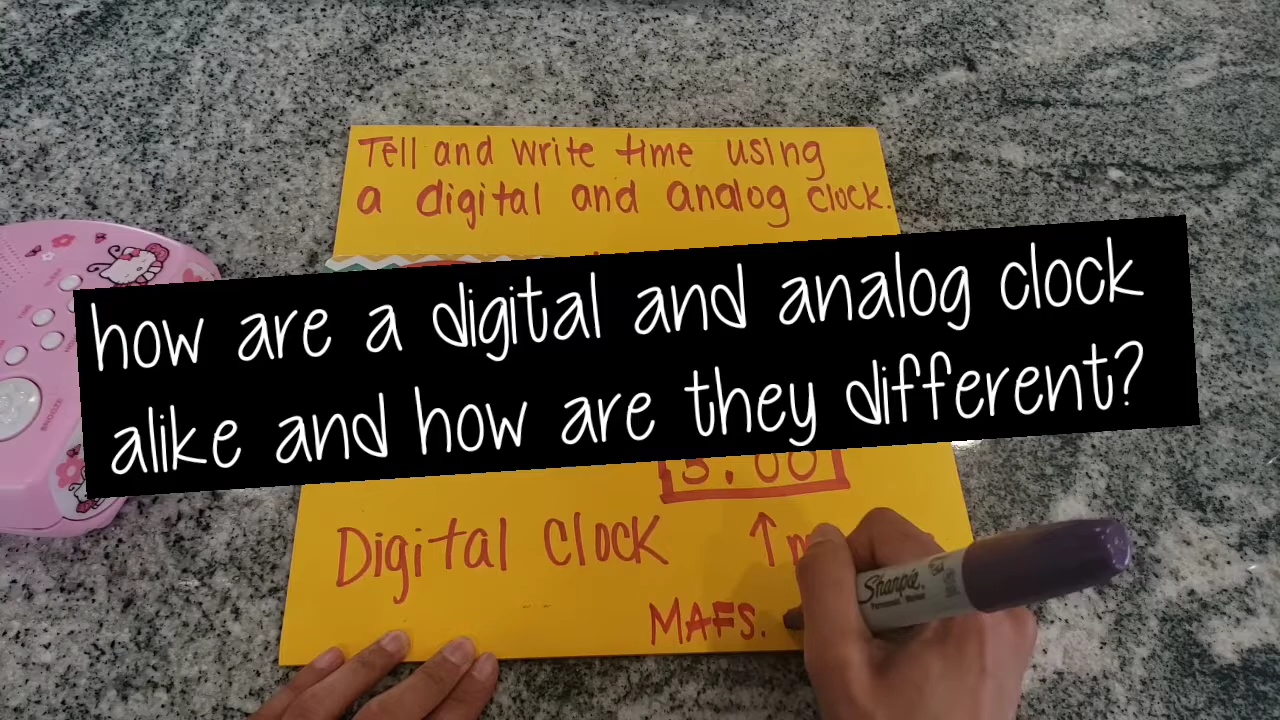 Tell and write time using
a digital and analog clock.
how are a digital and analog clock
alike and how are they different?
Digital Clock
MAFS.
Sharpie
SNOOZE